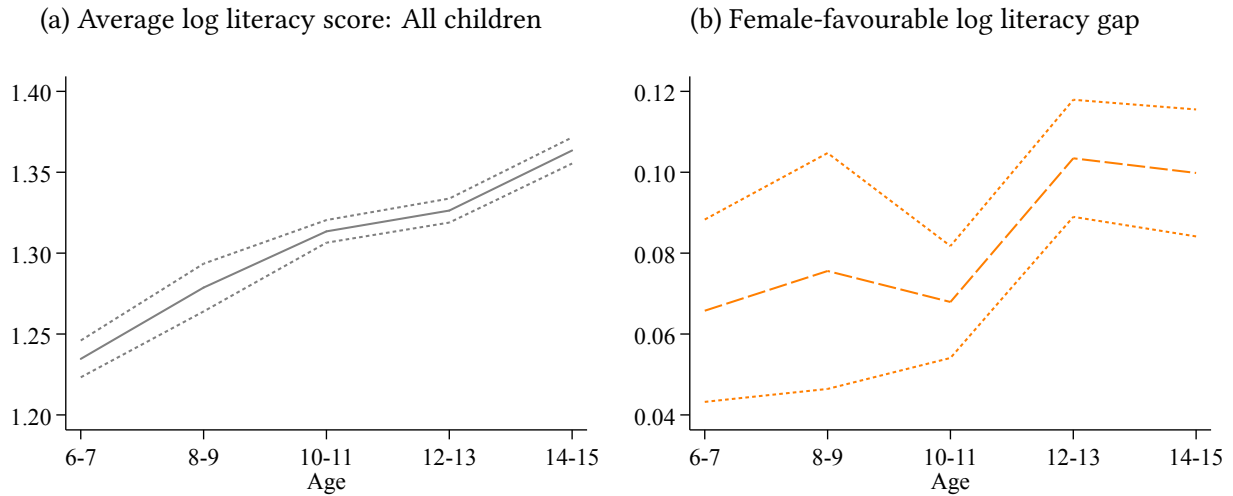 (a) Average log literacy score: All children
1.40
1.35
1.30
1.25
1.20
6-7 8-9 10-11 12-13 14-15
Age
(b) Female-favourable log literacy gap
0.12
0.10
0.08
0.06
0.04
6-7 8-9 10-11 12-13 14-15
Age